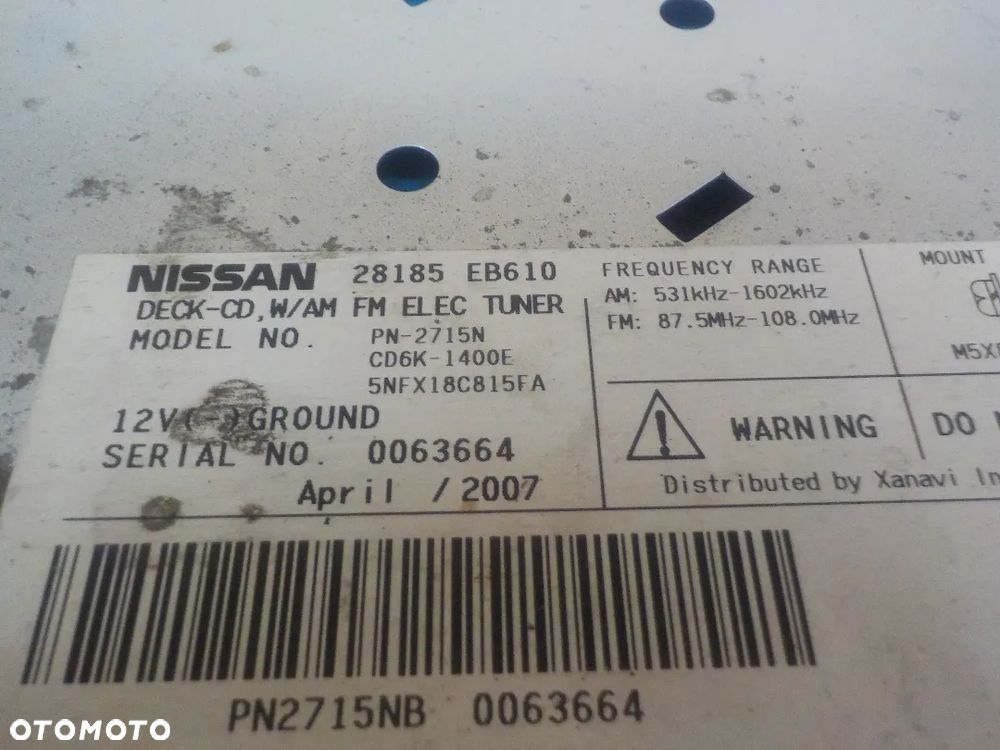 NISSAN 28185 EB610
DECK-CD, W/AM FM ELEC TUNER
MODEL NO. PN-2715N
CD6K-1400E
5NFX18C815FA
12V(-)GROUND
SERIAL NO. 0063664
April /2007
FREQUENCY RANGE
AM: 531kHz-1602kHz
FM: 87.5MHz-108.0MHz
MOUNT
WARNING
DO
Distributed by Xanavi
PN2715NB 0063664
OTOMOTO